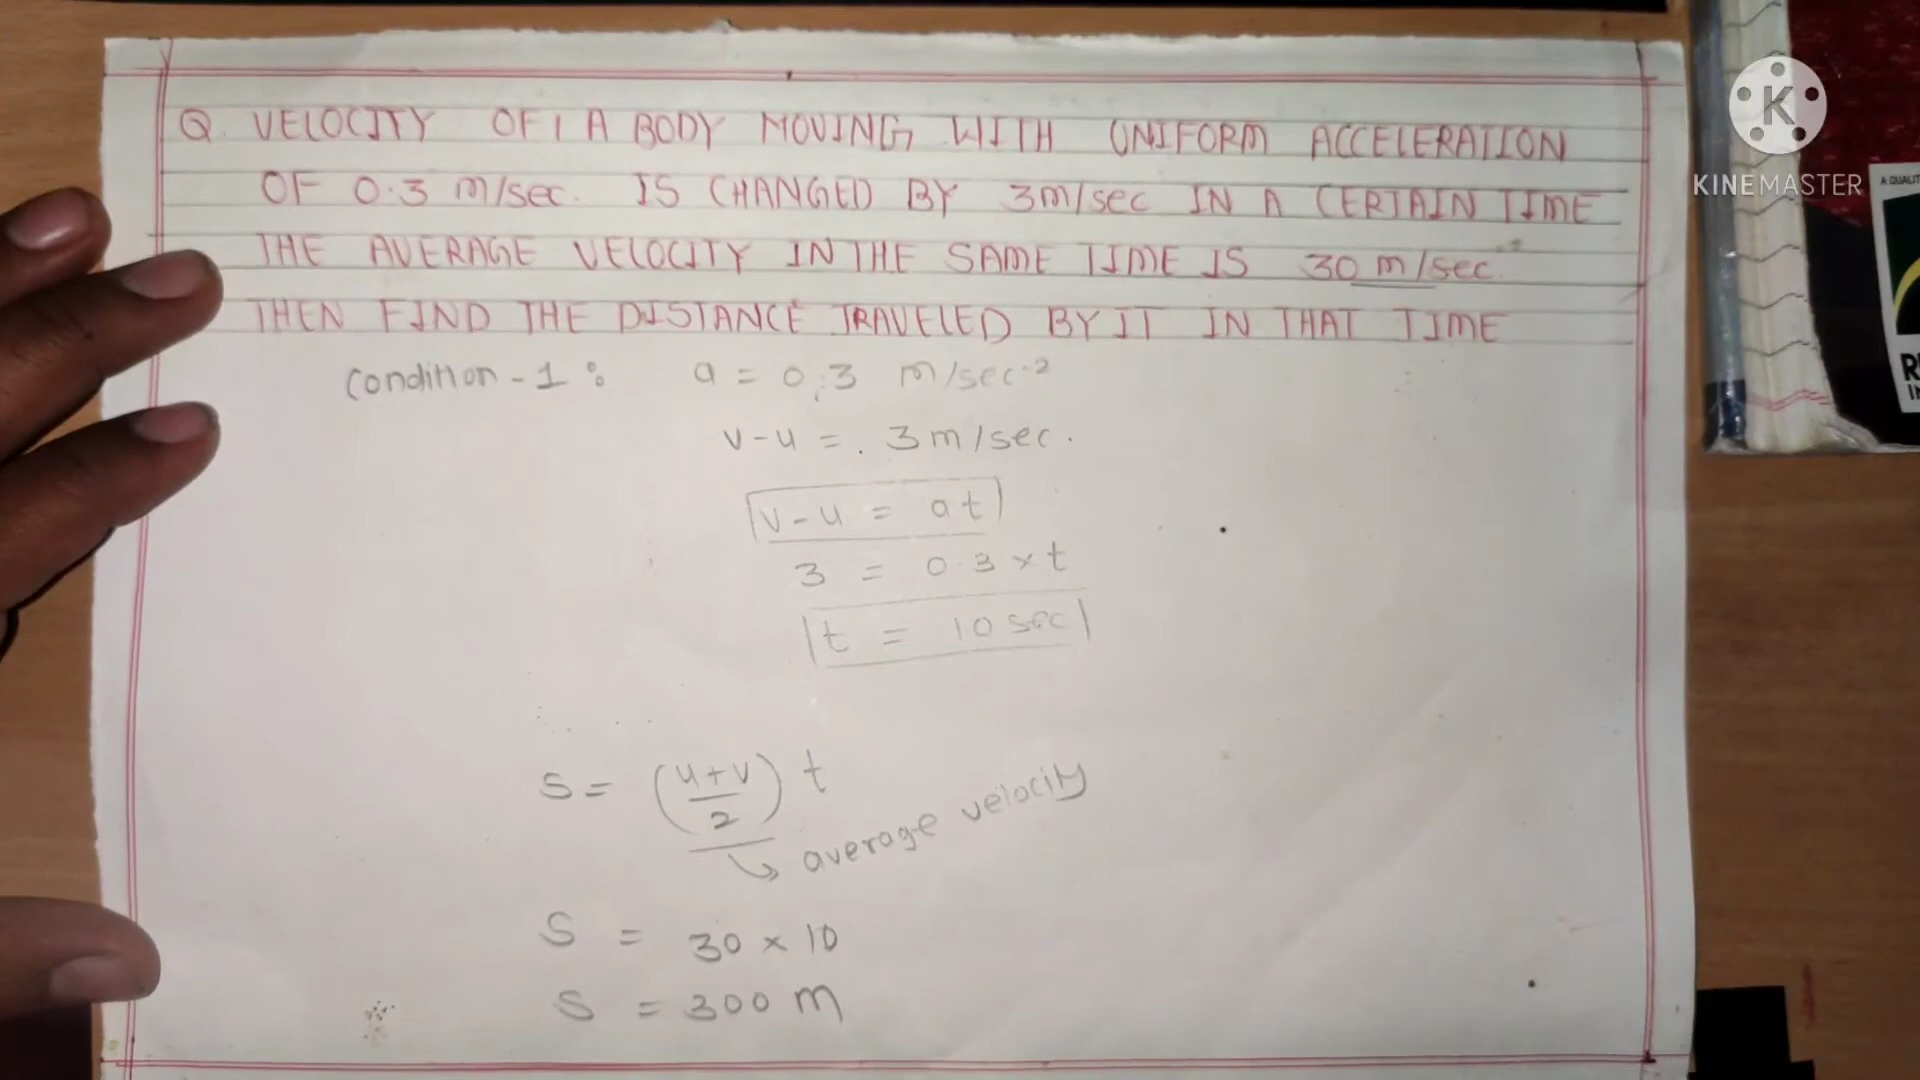 Q. VELOCITY OF A BODY MOVING WITH UNIFORM ACCELERATION
OF 0.3 m/sec. IS CHANGED BY 3m/sec IN A CERTAIN TIME
THE AVERAGE VELOCITY IN THE SAME TIME IS 30 m/sec.
THEN FIND THE DISTANCE TRAVELED BY IT IN THAT TIME
condition - 1 : a = 0.3 m/sec.2
v-u = 3m/sec.
v-u = at
3 = 0.3 x t
t = 10 sec
S = (u+v/2) t
↳ average velocity
S = 30 x 10
S = 300 m
K
KINEMASTER
A QUALIT